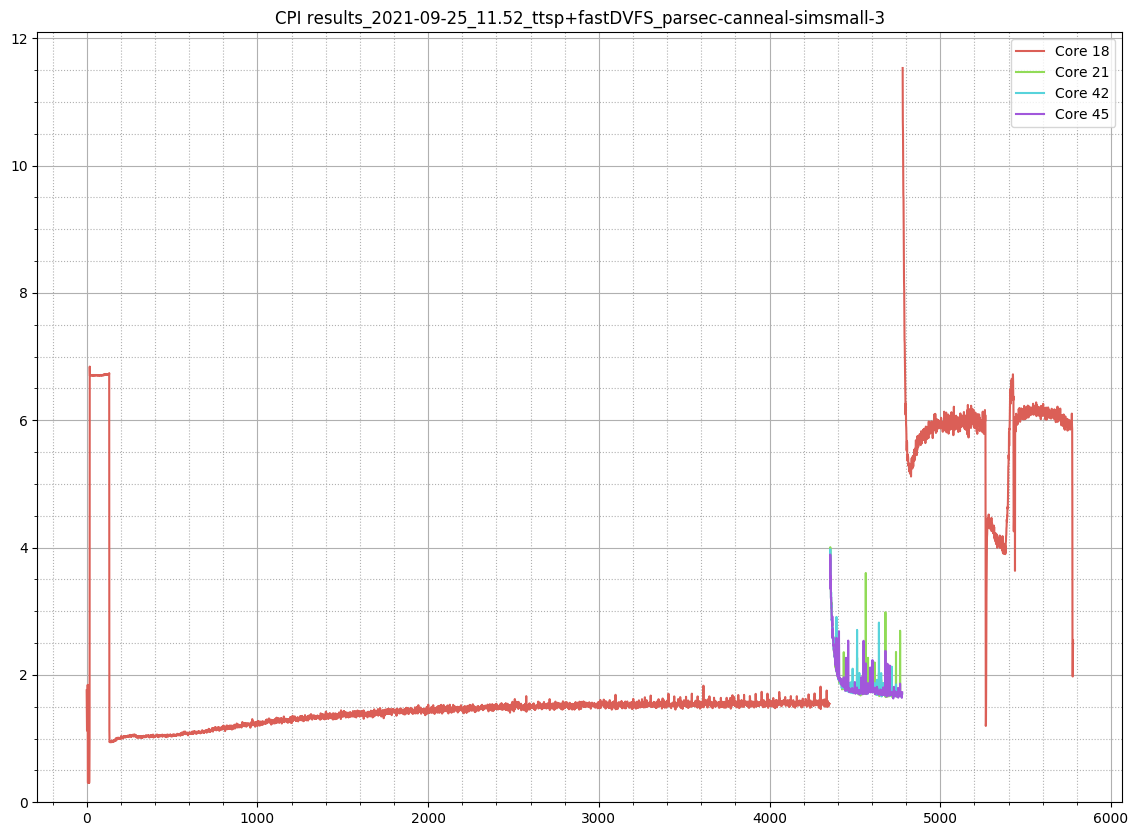 CPI results_2021-09-25_11.52_ttsp+fastDVFS_parsec-canneal-simsmall-3
Core 18
Core 21
Core 42
Core 45
12
10
8
6
4
2
0
0 1000 2000 3000 4000 5000 6000